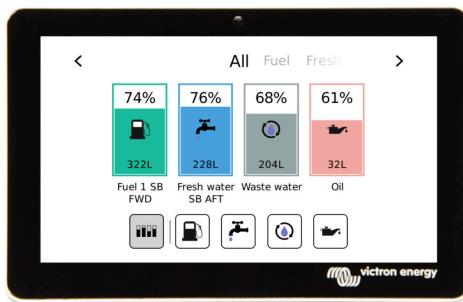 < All Fuel Fresh >
74% 76% 68% 61%
322L 228L 204L 32L
Fuel 1 SB Fresh water Waste water Oil
FWD SB AFT
victron energy